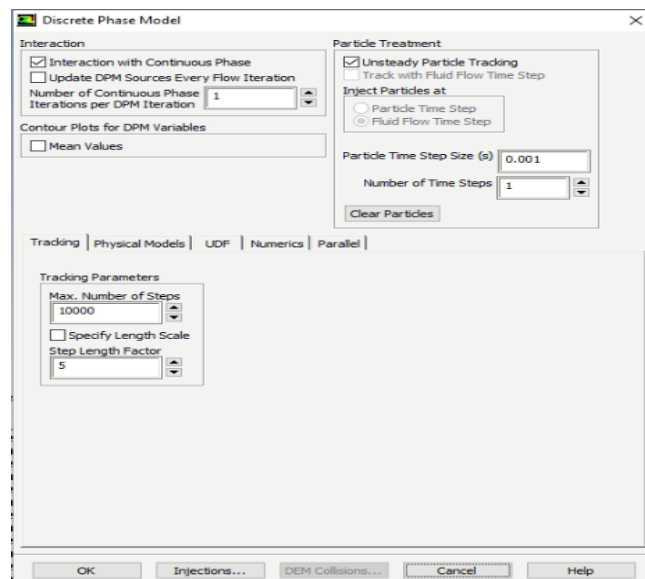 Discrete Phase Model
Interaction
Interaction with Continuous Phase
Update DPM Sources Every Flow Iteration
Number of Continuous Phase
Iterations per DPM Iteration
1
Contour Plots for DPM Variables
Mean Values
Particle Treatment
Unsteady Particle Tracking
Track with Fluid Flow Time Step
Inject Particles at
Particle Time Step
Fluid Flow Time Step
Particle Time Step Size (s)
0.001
Number of Time Steps
1
Clear Particles
Tracking
Physical Models
UDF
Numerics
Parallel
Tracking Parameters
Max. Number of Steps
10000
Specify Length Scale
Step Length Factor
5
OK
Injections...
DEM Collisions...
Cancel
Help